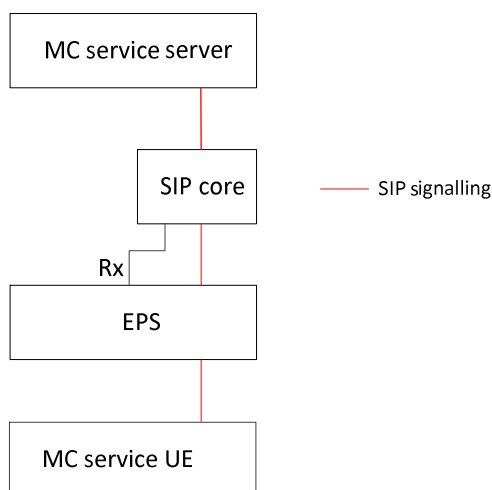 MC service server
SIP core
SIP signalling
Rx
EPS
MC service UE